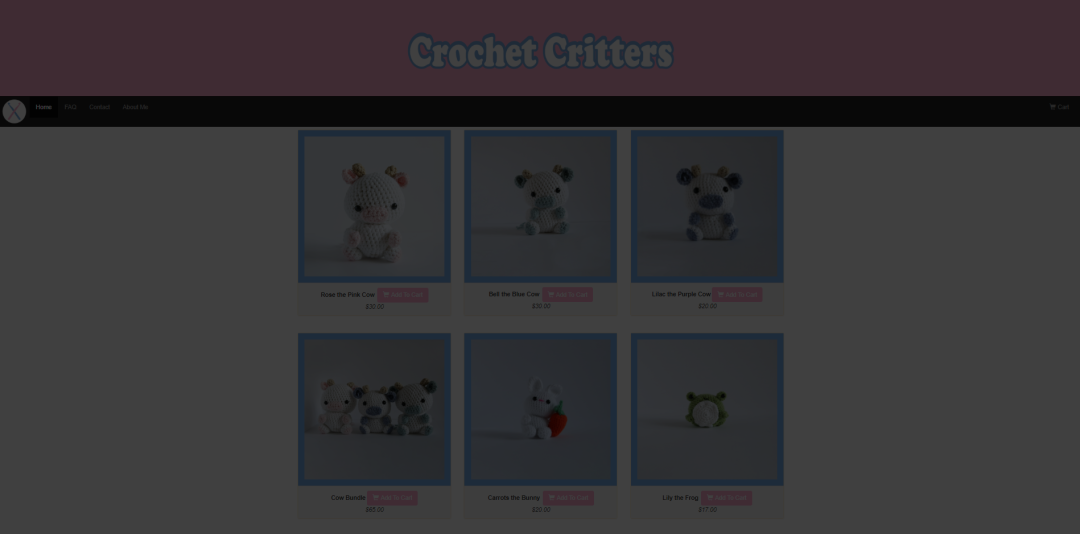 Crochet Critters
Home FAQ Contact About Me Cart
Rose the Pink Cow Add To Cart
$30.00
Bell the Blue Cow Add To Cart
$30.00
Lilac the Purple Cow Add To Cart
$20.00
Cow Bundle Add To Cart
$65.00
Carrots the Bunny Add To Cart
$20.00
Lily the Frog Add To Cart
$17.00